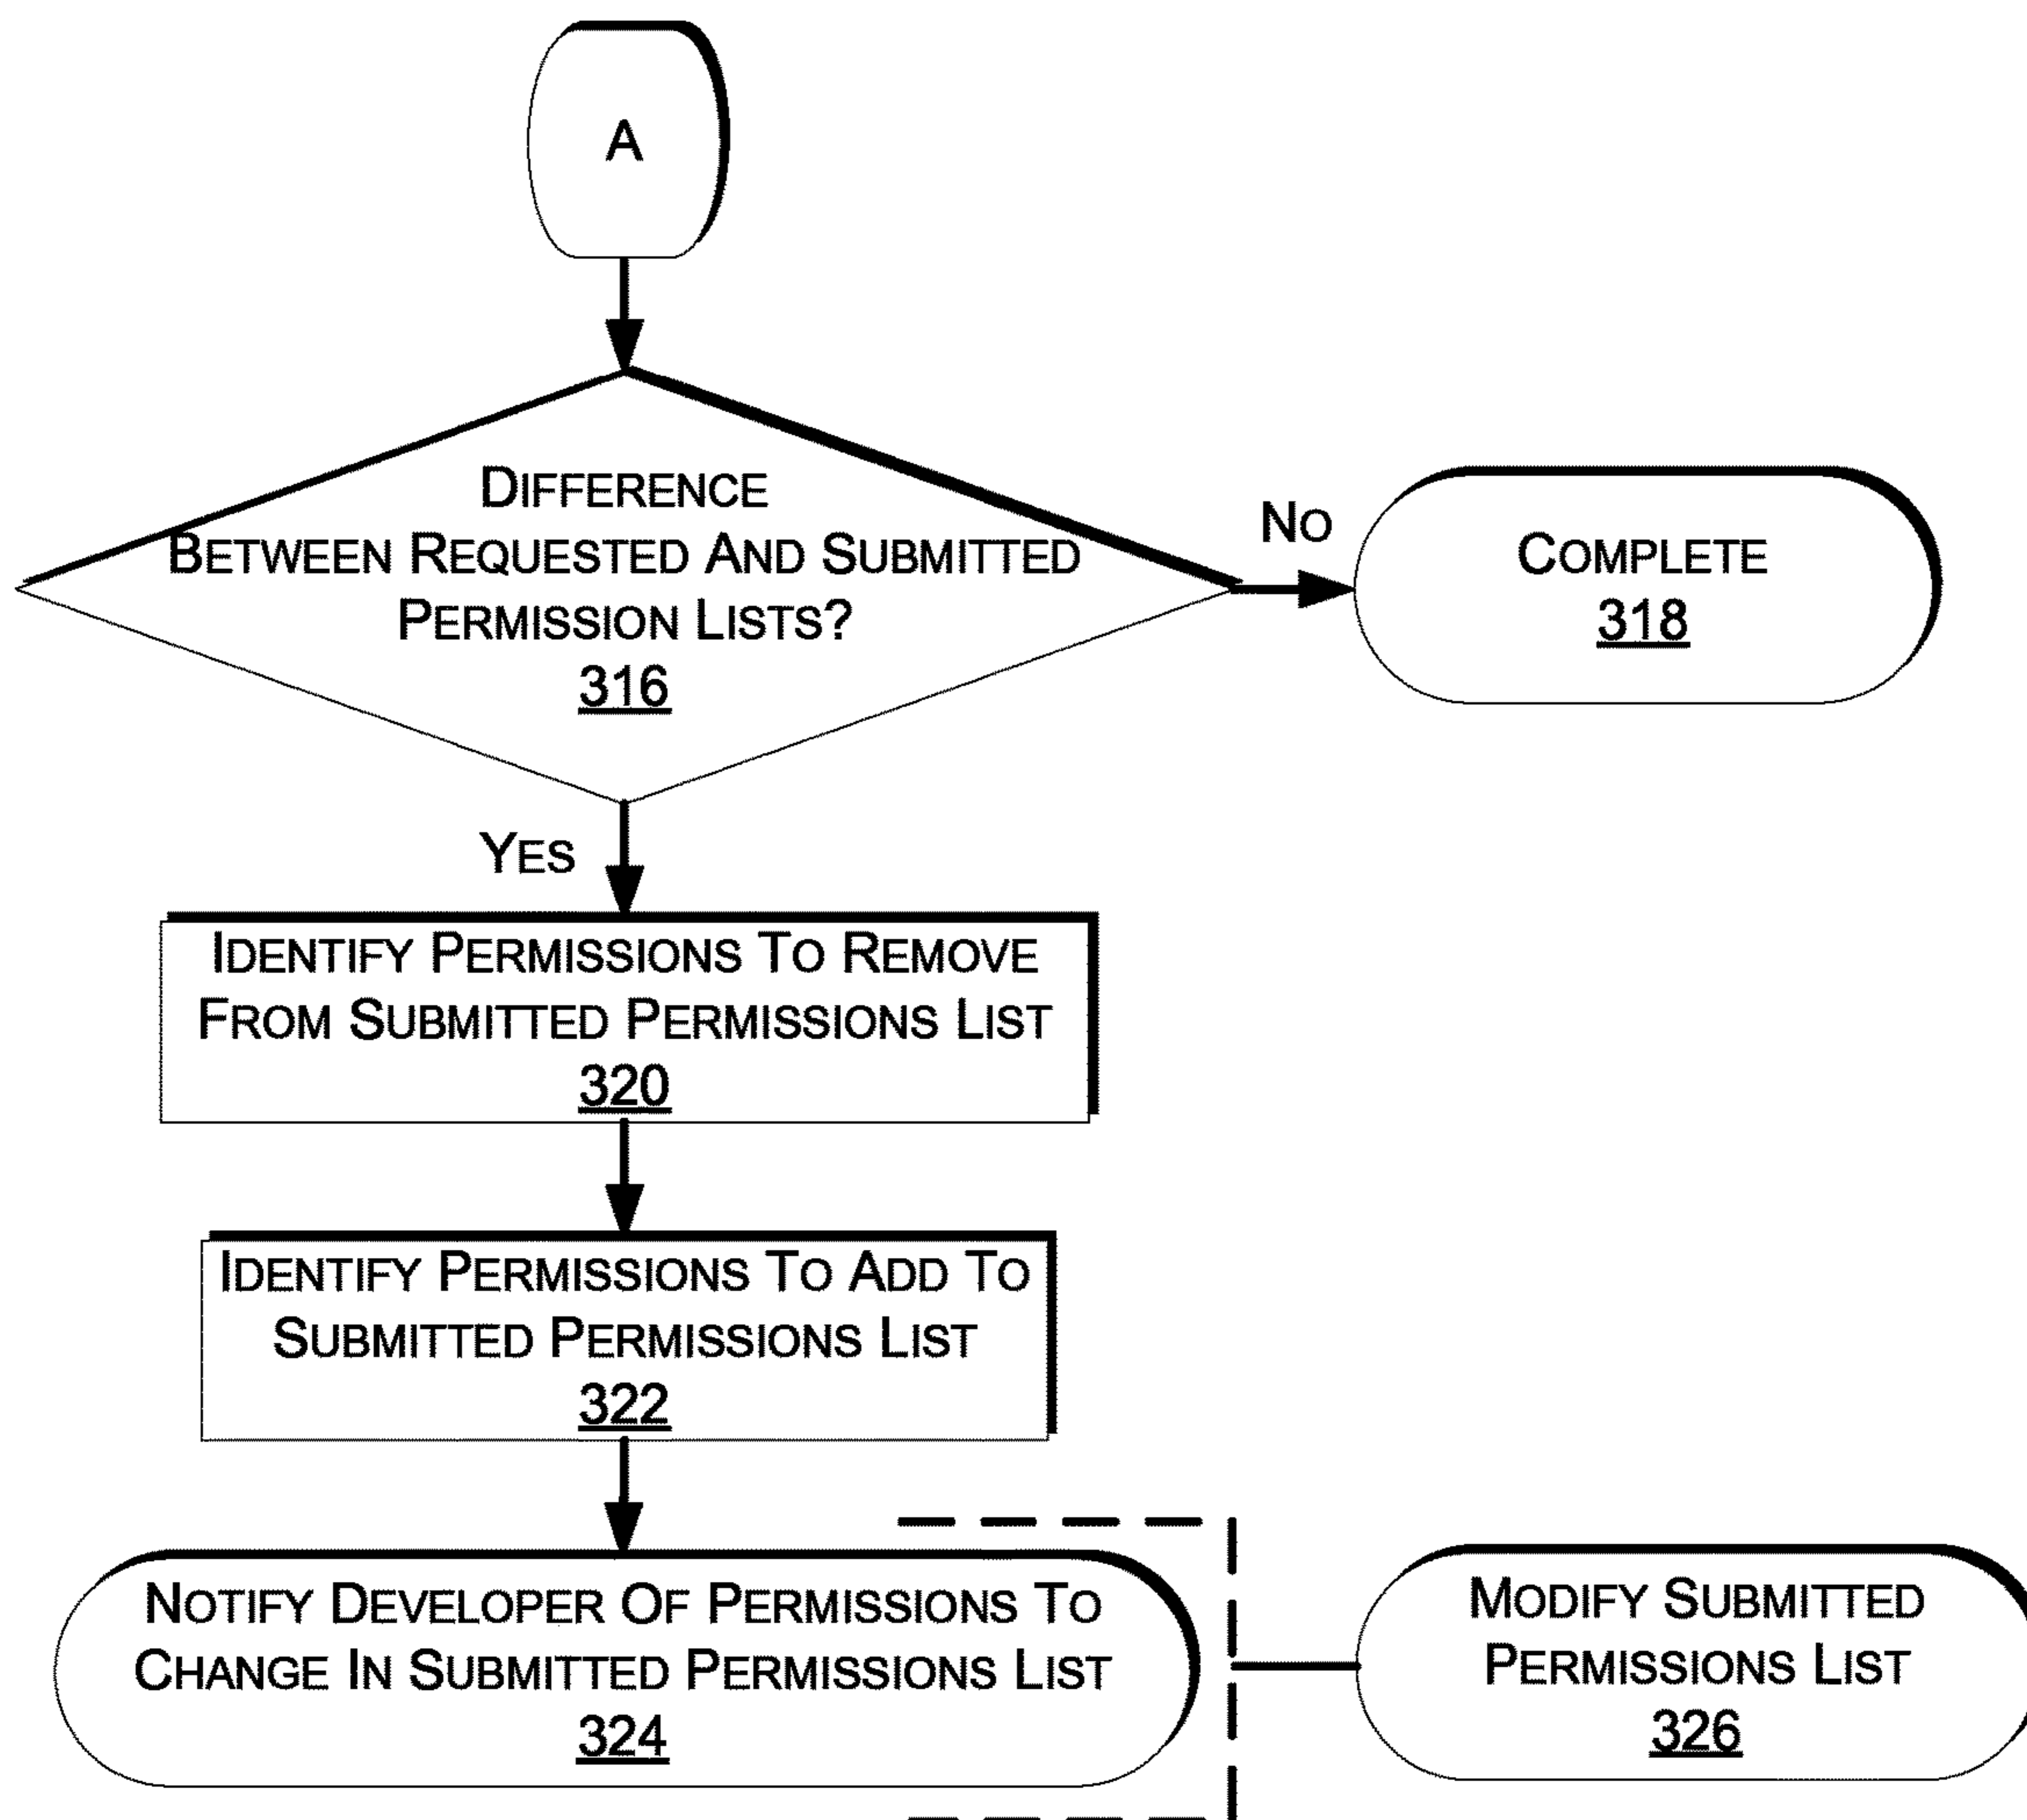 A
DIFFERENCE
BETWEEN REQUESTED AND SUBMITTED
PERMISSION LISTS?
316
NO
COMPLETE
318
YES
IDENTIFY PERMISSIONS TO REMOVE
FROM SUBMITTED PERMISSIONS LIST
320
IDENTIFY PERMISSIONS TO ADD TO
SUBMITTED PERMISSIONS LIST
322
NOTIFY DEVELOPER OF PERMISSIONS TO
CHANGE IN SUBMITTED PERMISSIONS LIST
324
MODIFY SUBMITTED
PERMISSIONS LIST
326